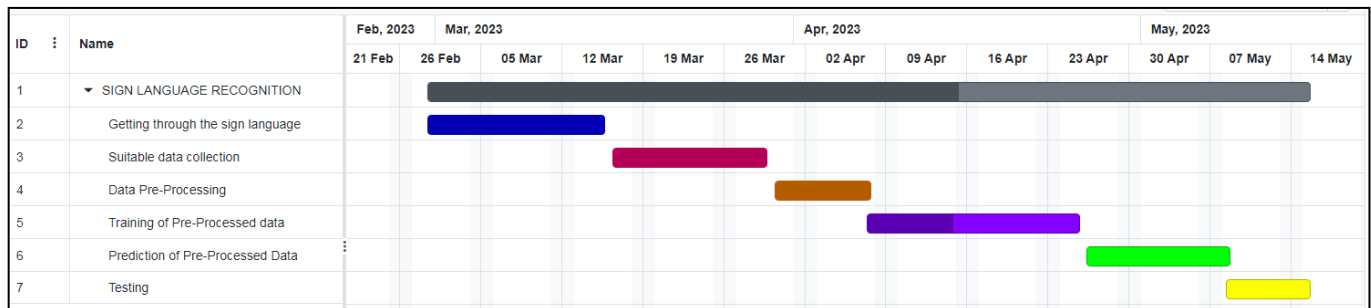 Feb, 2023 Mar, 2023 Apr, 2023 May, 2023
ID Name
21 Feb 26 Feb 05 Mar 12 Mar 19 Mar 26 Mar 02 Apr 09 Apr 16 Apr 23 Apr 30 Apr 07 May 14 May
1 SIGN LANGUAGE RECOGNITION
2 Getting through the sign language
3 Suitable data collection
4 Data Pre-Processing
5 Training of Pre-Processed data
6 Prediction of Pre-Processed Data
7 Testing